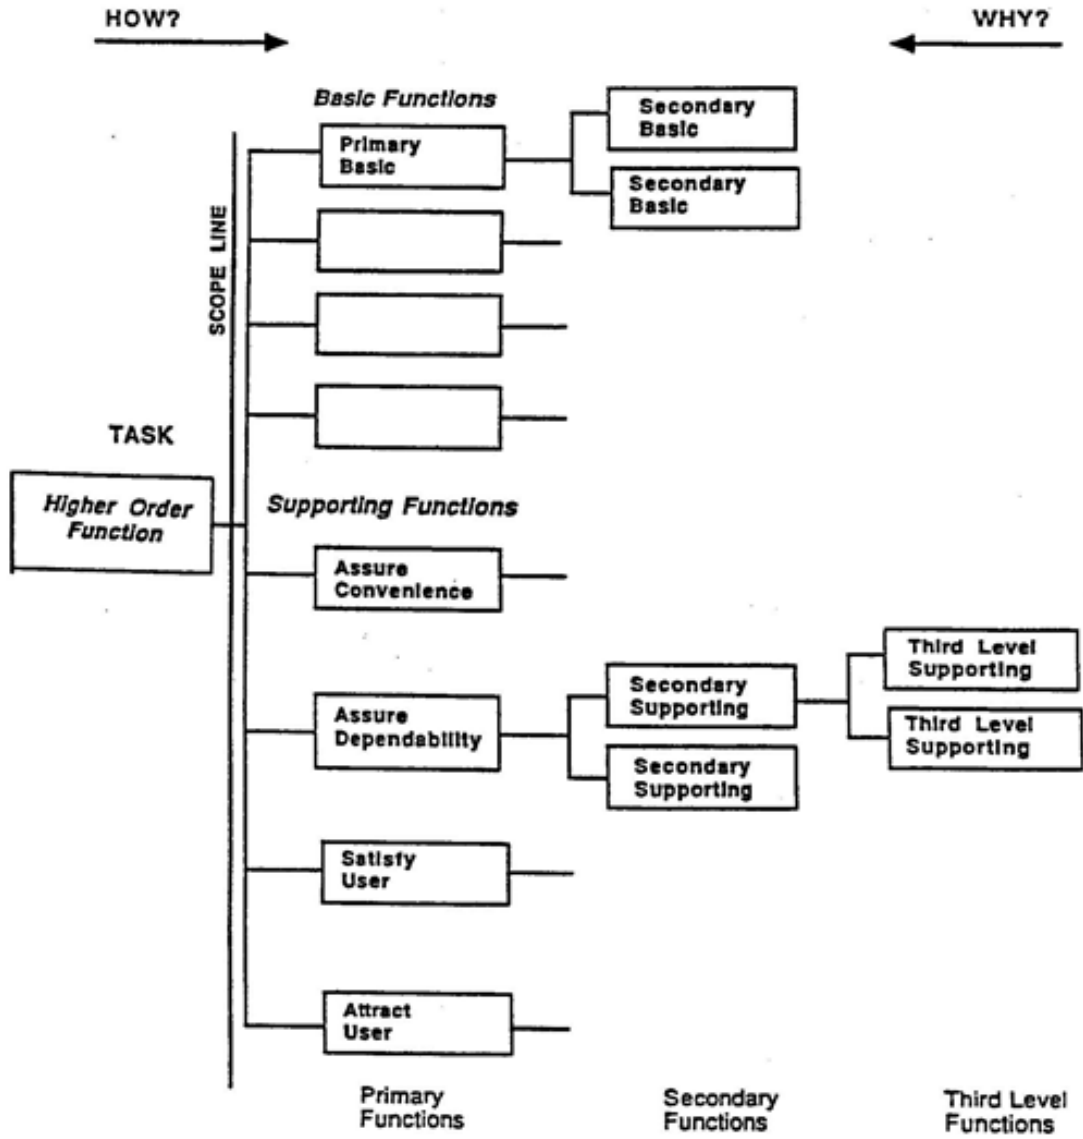 HOW?
WHY?
Basic Functions
Primary
Basic
Secondary
Basic
Secondary
Basic
SCOPE LINE
TASK
Higher Order
Function
Supporting Functions
Assure
Convenience
Assure
Dependability
Secondary
Supporting
Secondary
Supporting
Third Level
Supporting
Third Level
Supporting
Satisfy
User
Attract
User
Primary
Functions
Secondary
Functions
Third Level
Functions